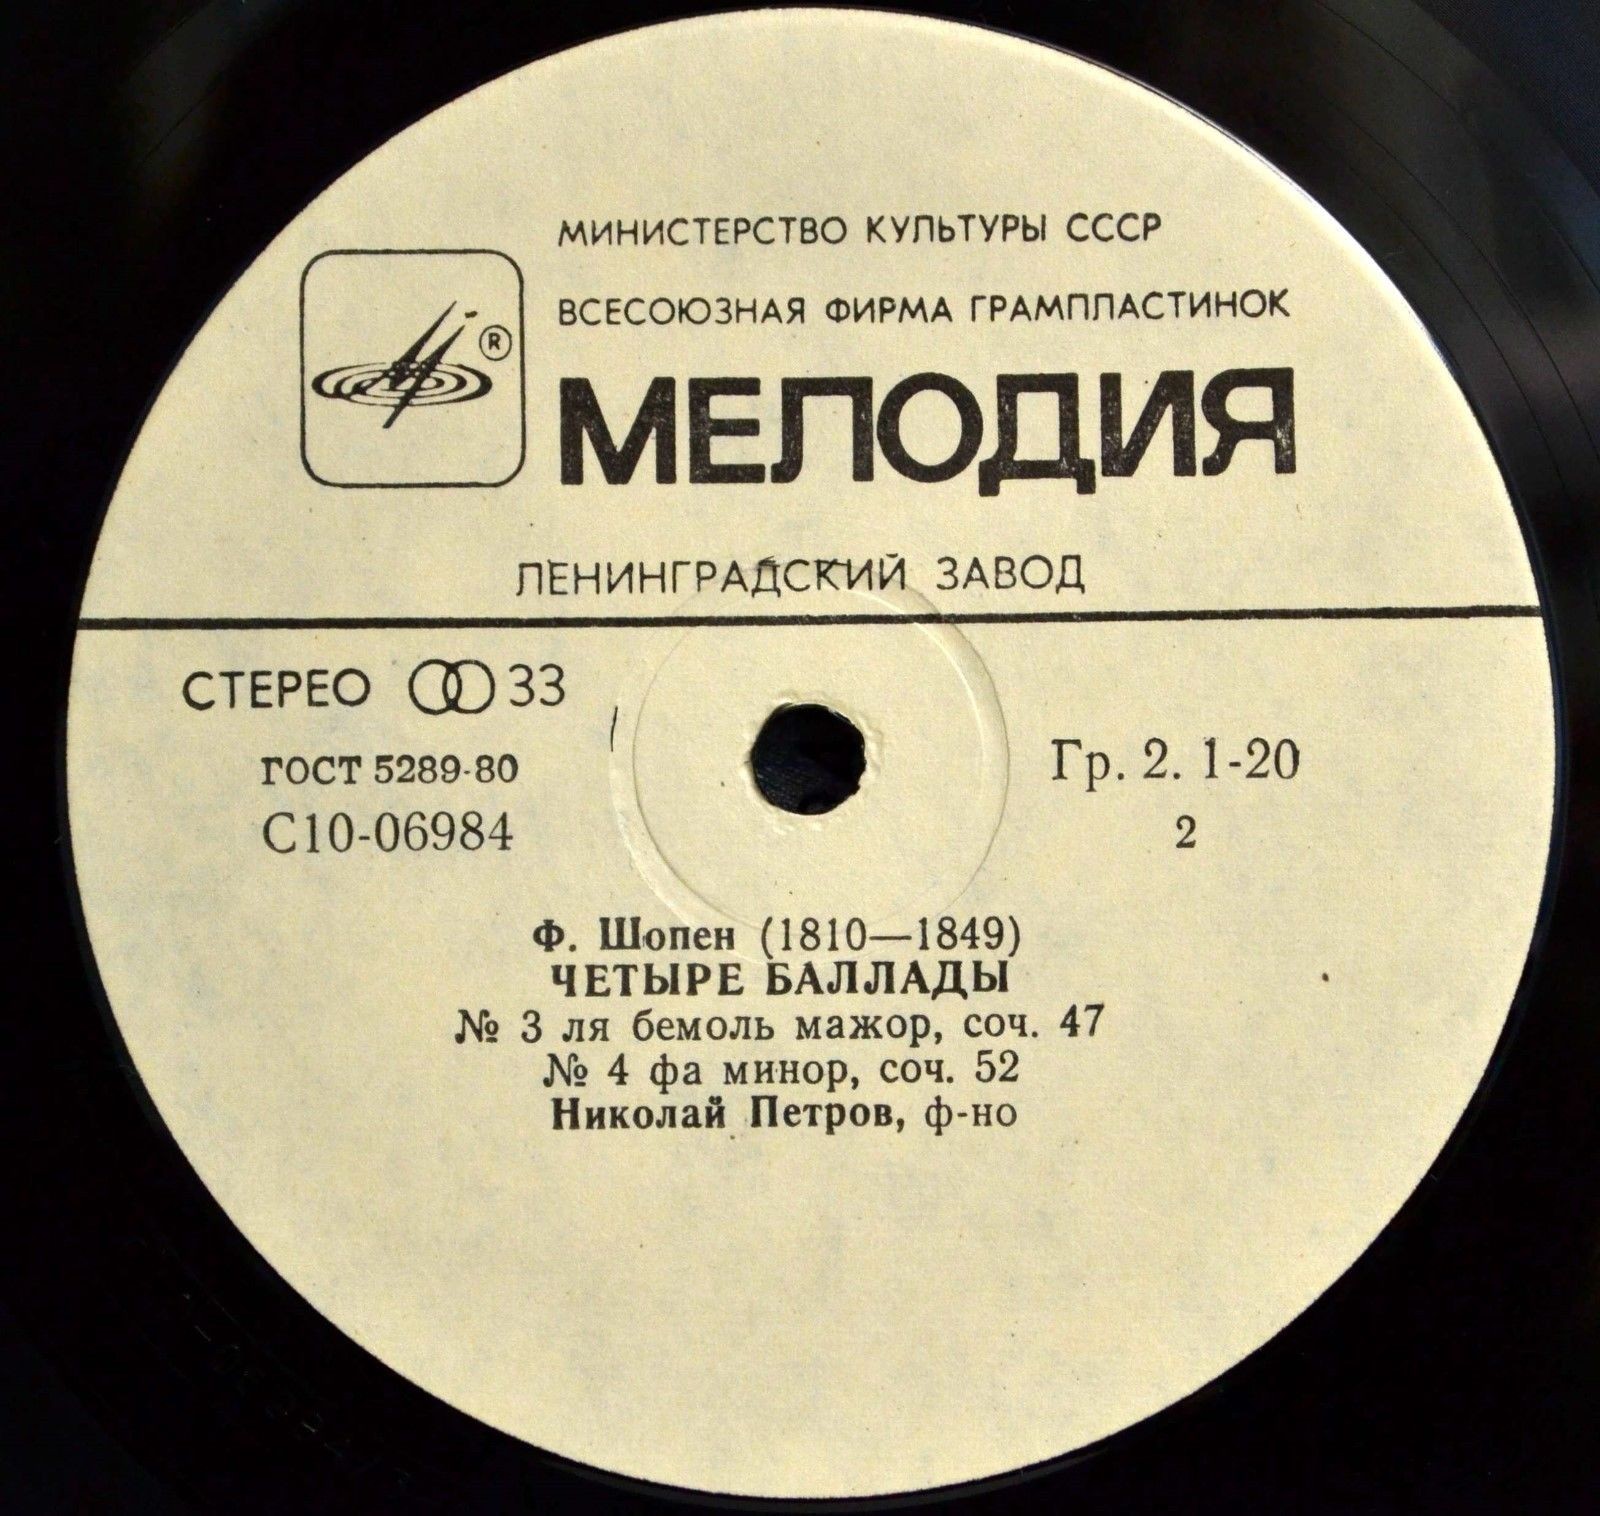 МИНИСТЕРСТВО КУЛЬТУРЫ СССР
ВСЕСОЮЗНАЯ ФИРМА ГРАМПЛАСТИНОК
®
МЕЛОДИЯ
ЛЕНИНГРАДСКИЙ ЗАВОД
СТЕРЕО 33
ГОСТ 5289-80
Гр. 2. 1-20
С10-06984
2
Ф. Шопен (1810—1849)
ЧЕТЫРЕ БАЛЛАДЫ
№ 3 ля бемоль мажор, соч. 47
№ 4 фа минор, соч. 52
Николай Петров, ф-но